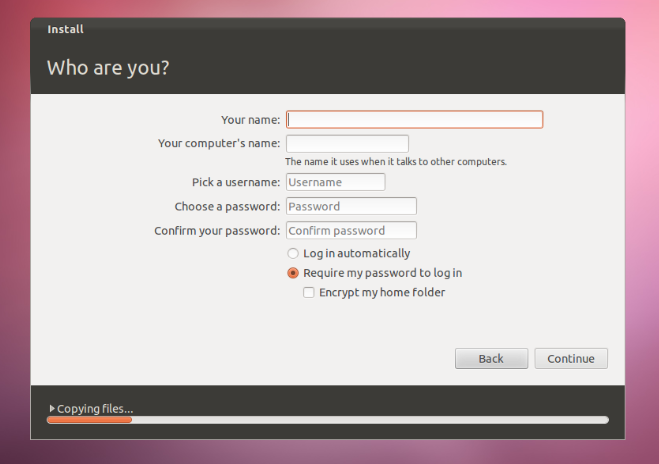 Install
Who are you?
Your name:
Your computer's name:
The name it uses when it talks to other computers.
Pick a username: Username
Choose a password: Password
Confirm your password: Confirm password
Log in automatically
Require my password to log in
Encrypt my home folder
Back Continue
Copying files...